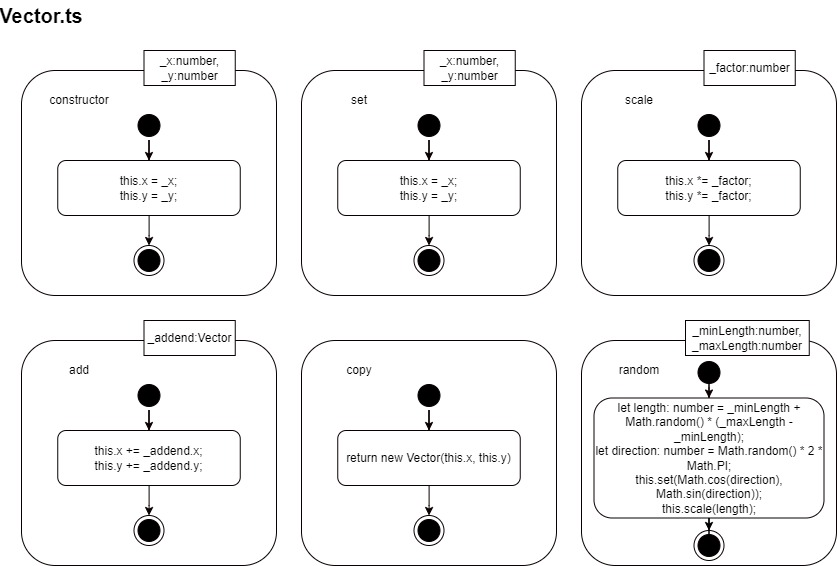 Vector.ts
_x:number,
_y:number
constructor
this.x = _x;
this.y = _y;
_x:number,
_y:number
set
this.x = _x;
this.y = _y;
_factor:number
scale
this.x *= _factor;
this.y *= _factor;
_addend:Vector
add
this.x += _addend.x;
this.y += _addend.y;
copy
return new Vector(this.x, this.y)
_minLength:number,
_maxLength:number
random
let length: number = _minLength +
Math.random() * (_maxLength -
_minLength);
let direction: number = Math.random() * 2 *
Math.PI;
this.set(Math.cos(direction),
Math.sin(direction));
this.scale(length);